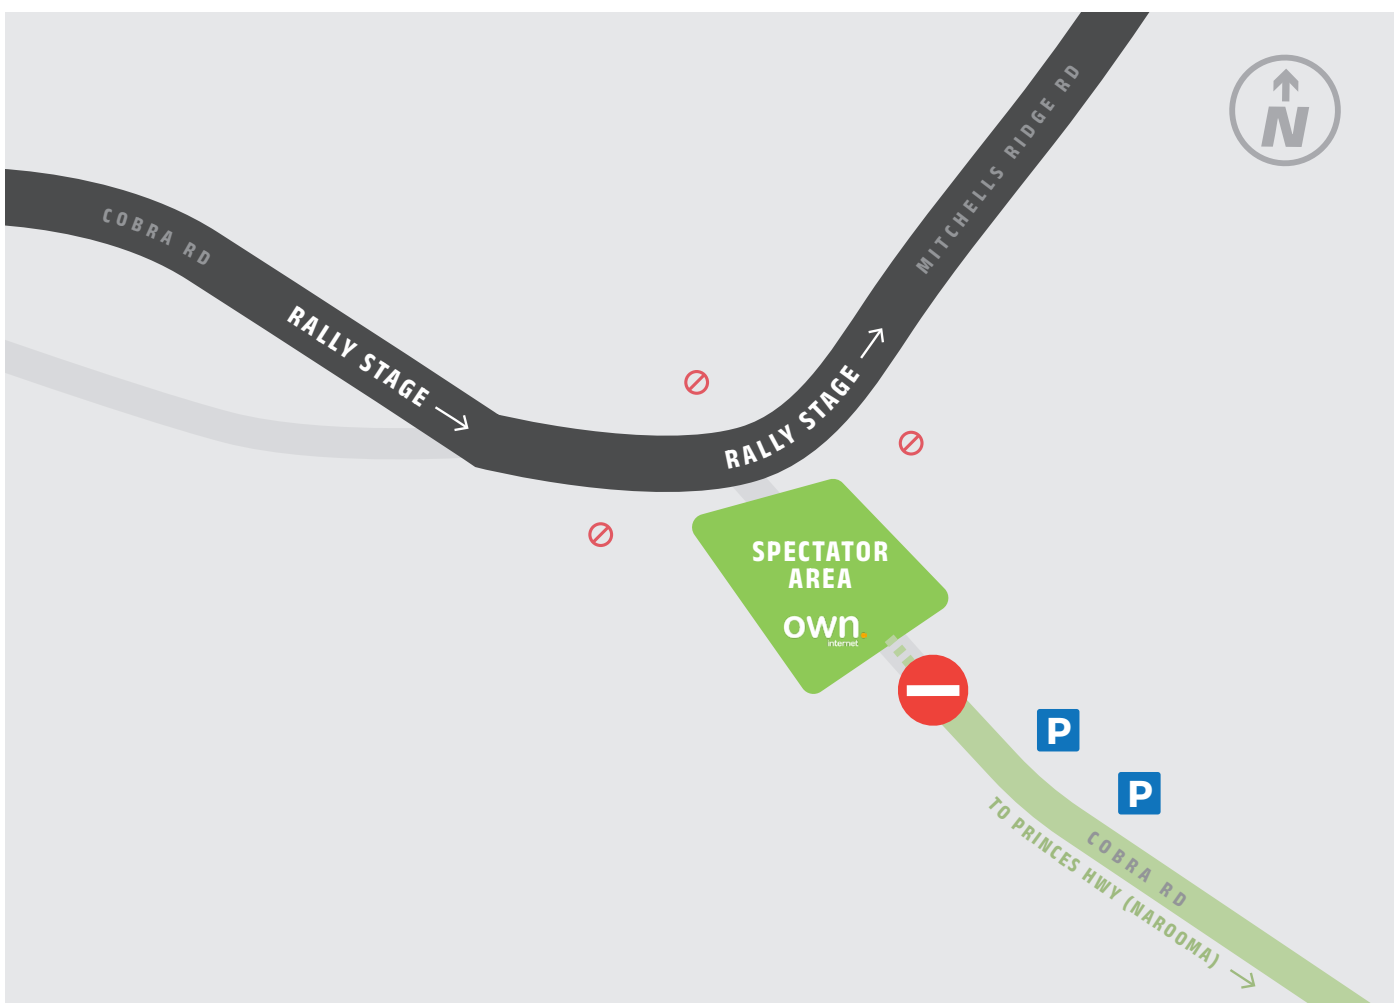 N
MITCHELLS RIDGE RD
COBRA RD
RALLY STAGE
RALLY STAGE
SPECTATOR
AREA
own.
internet
P
P
COBRA RD
TO PRINCES HWY (NAROOMA)